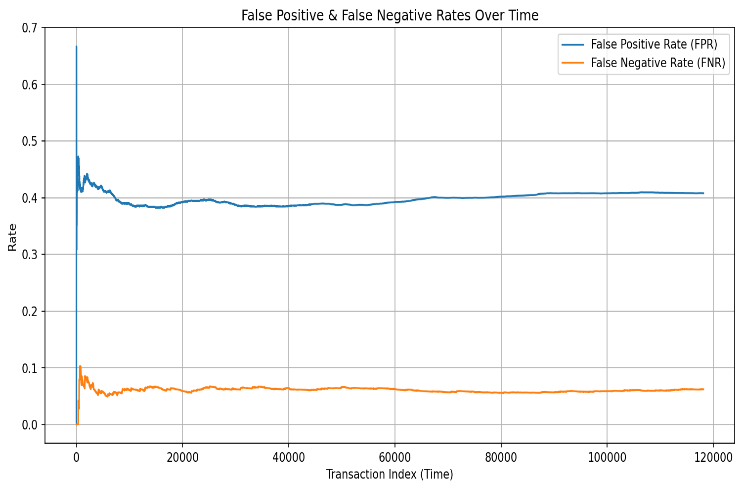 False Positive & False Negative Rates Over Time
0.7
False Positive Rate (FPR)
False Negative Rate (FNR)
0.6
0.5
0.4
0.3
0.2
0.1
0.0
Rate
0 20000 40000 60000 80000 100000 120000
Transaction Index (Time)